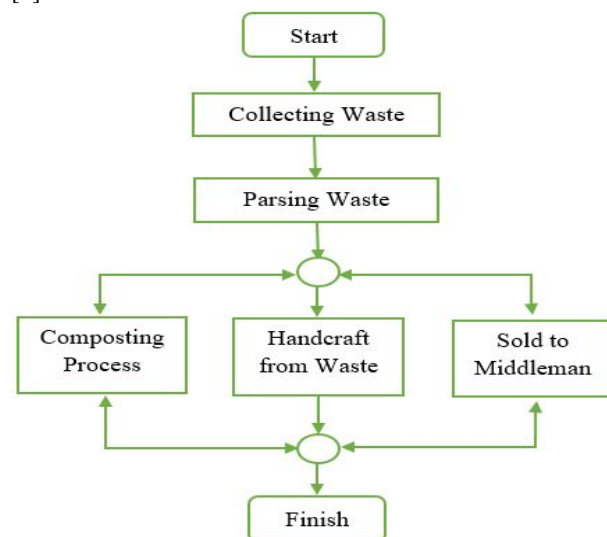 Start
Collecting Waste
Parsing Waste
Composting
Process
Handcraft
from Waste
Sold to
Middleman
Finish